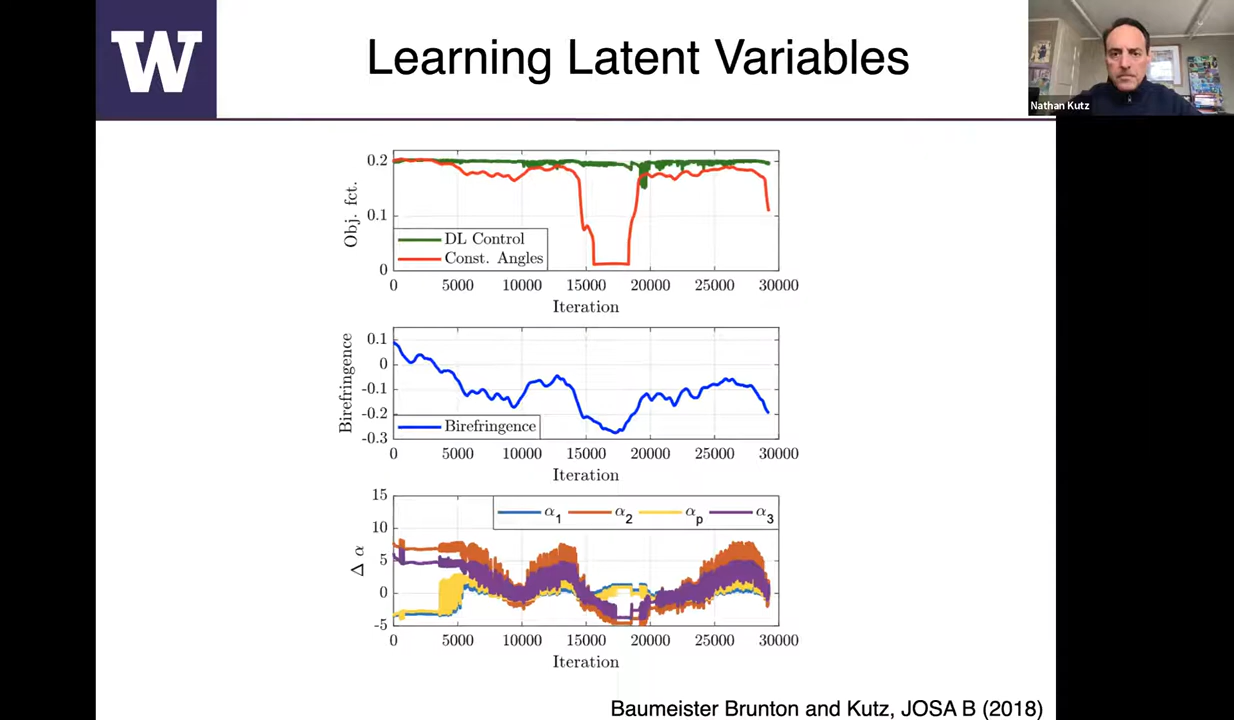 W
Learning Latent Variables
Nathan Kutz
0.2
0.1
0
Obj. fct.
DL Control
Const. Angles
0 5000 10000 15000 20000 25000 30000
Iteration
0.1
0
-0.1
-0.2
-0.3
Birefringence
Birefringence
0 5000 10000 15000 20000 25000 30000
Iteration
15
10
5
0
-5
Δ α
α1 α2 αp α3
0 5000 10000 15000 20000 25000 30000
Iteration
Baumeister Brunton and Kutz, JOSA B (2018)